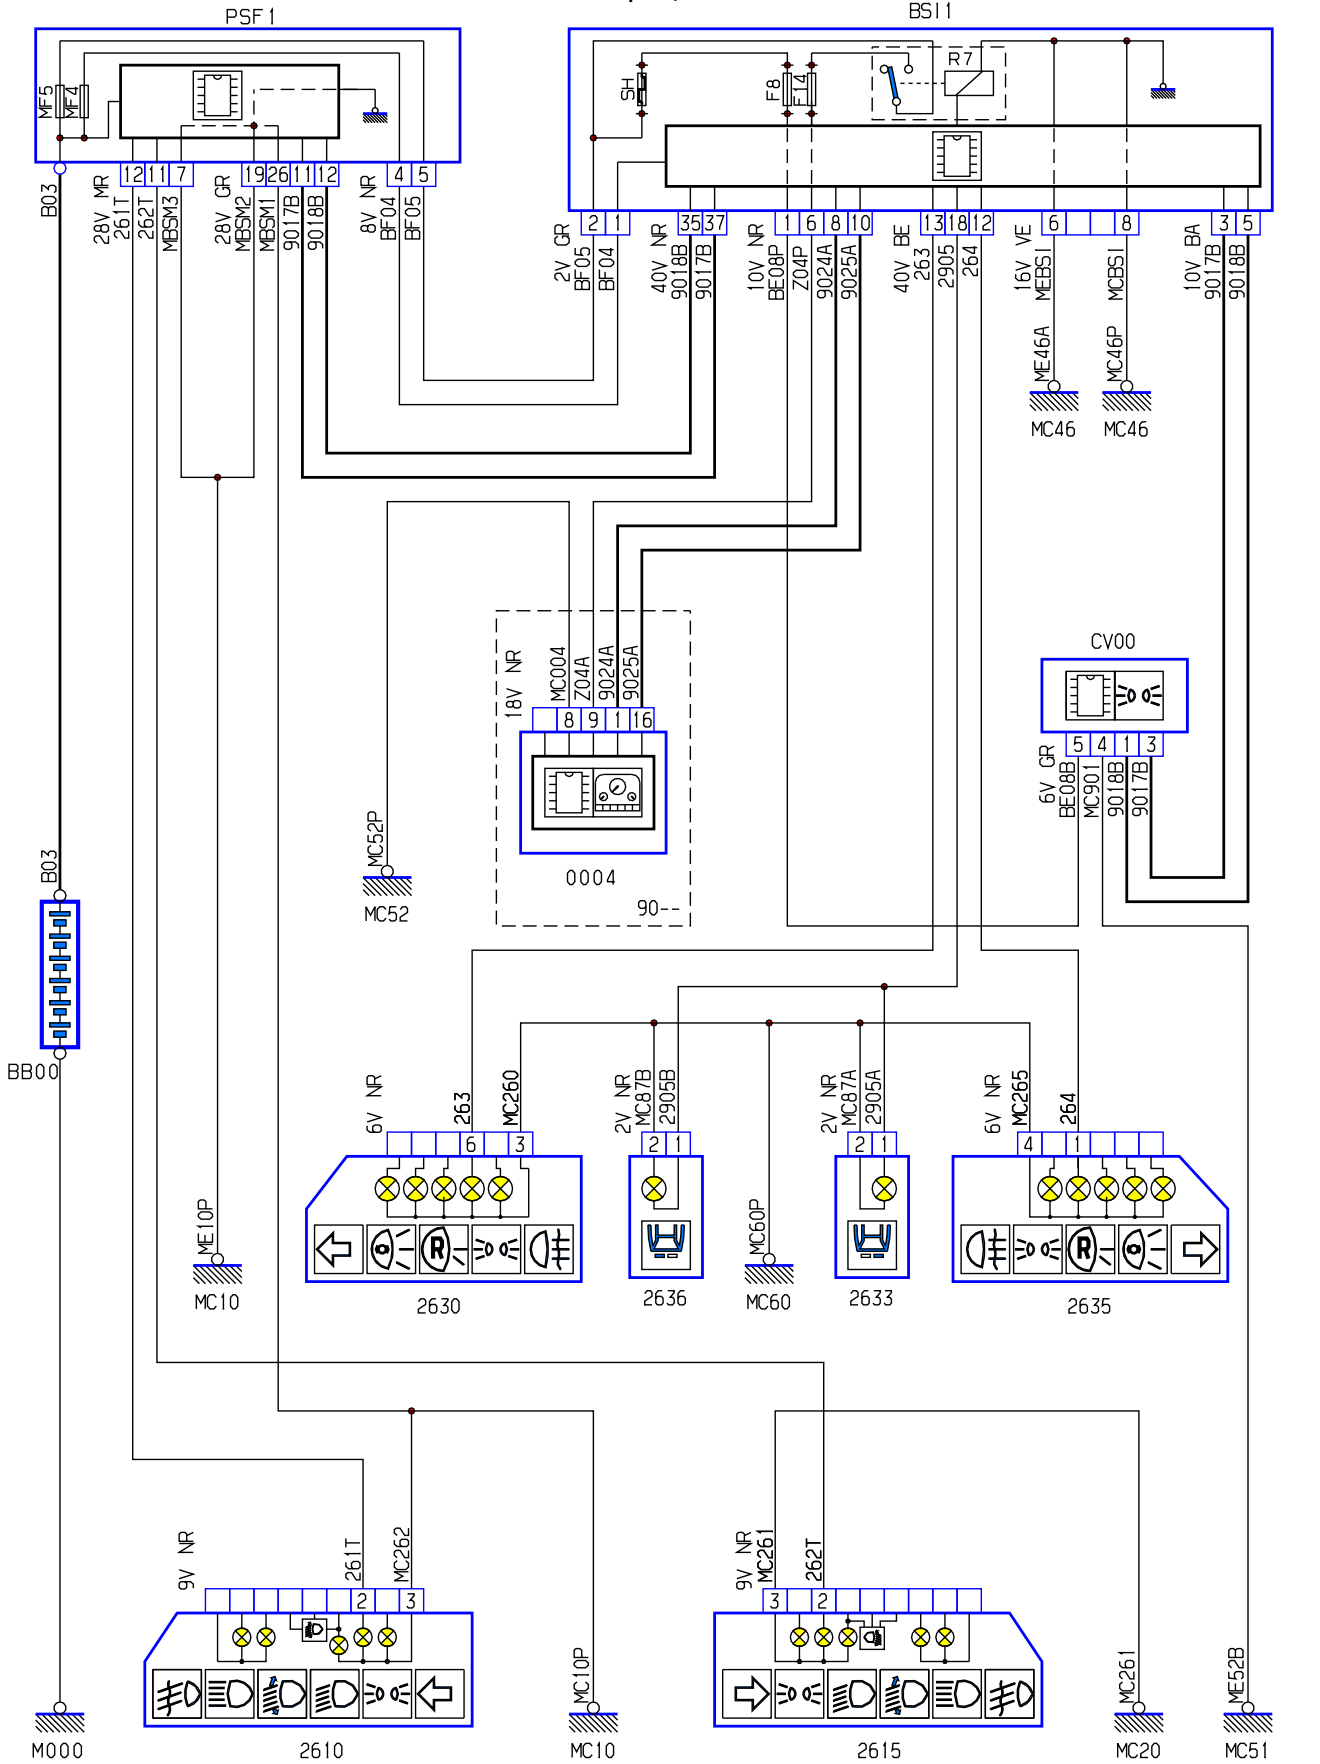 PSF1
BSI1
MF5
MF4
SH
F8
F14
R7
12 11 7 19 26 11 12 4 5
2 1 35 37 1 6 8 10 13 18 12 6 8 3 5
B03
28V MR
261T
262T
MBSM3
28V GR
MBSM2
MBSM1
9017B
9018B
8V NR
BF04
BF05
2V GR
BF05
BF04
40V NR
9018B
9017B
10V NR
BE08P
Z04P
9024A
9025A
40V BE
263
2905
264
16V VE
MEBSI
MCBSI
10V BA
9017B
9018B
ME46A
MC46P
MC46
MC46
CV00
18V NR
MC004
Z04A
9024A
9025A
8 9 1 16
5 4 1 3
6V GR
BE08B
MC901
9018B
9017B
MC52P
0004
90--
MC52
B03
BB00
6V NR
263
MC260
2V NR
MC87B
2905B
2V NR
MC87A
2905A
6V NR
MC265
264
6 3
2 1
2 1
4 1
ME10P
MC60P
R
R
MC10
2630
2636
MC60
2633
2635
9V NR
261T
MC262
9V NR
MC261
262T
2 3
3 2
MC10P
MC261
ME52B
M000
2610
MC10
2615
MC20
MC51